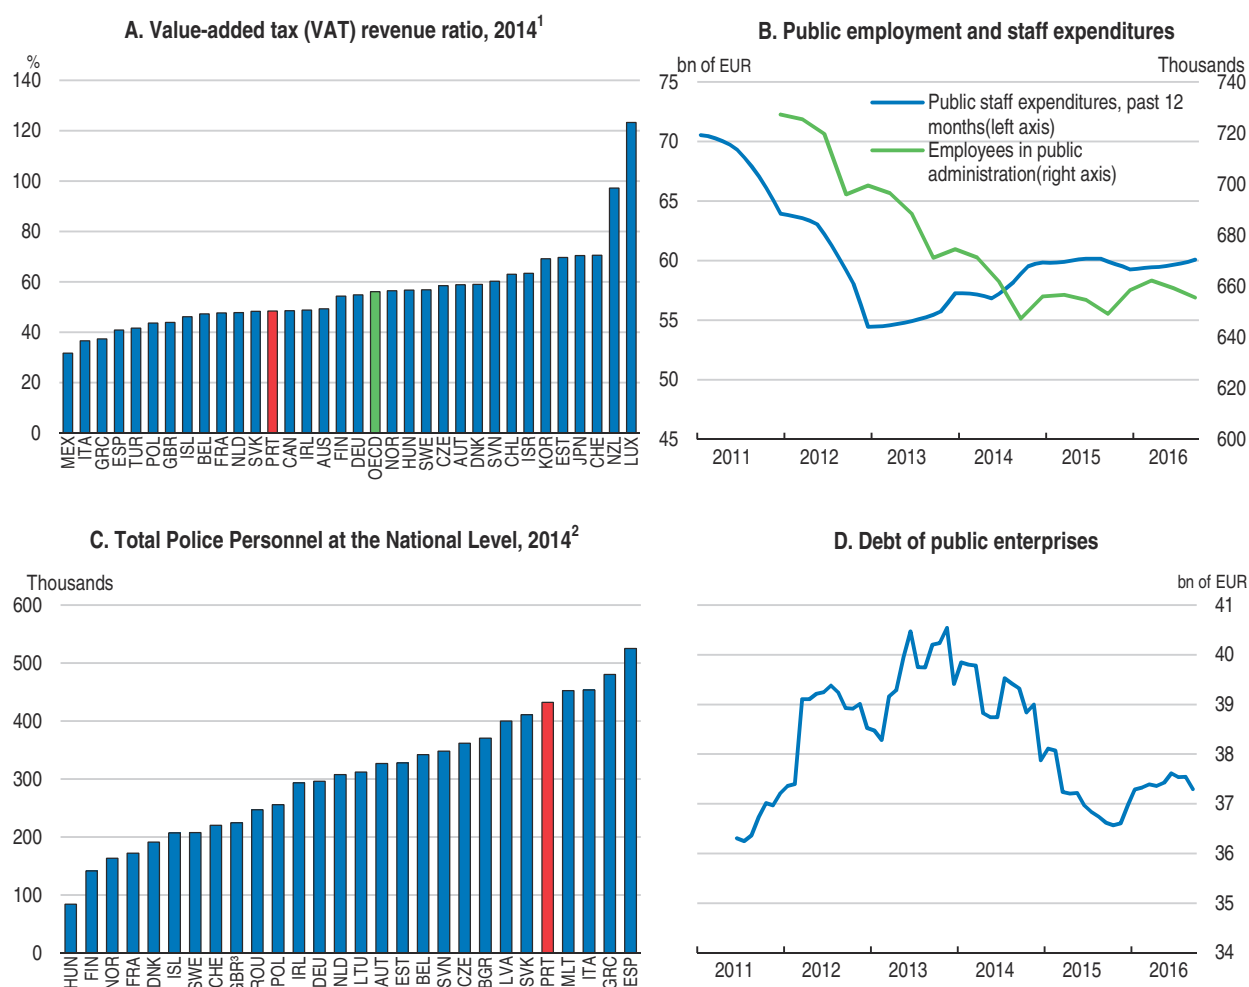 A. Value-added tax (VAT) revenue ratio, 2014¹
%
140
120
100
80
60
40
20
0
MEX ITA GRC ESP TUR POL GBR ISL BEL FRA NLD SVK PRT CAN IRL AUS FIN DEU OECD NOR HUN SWE CZE AUT DNK SVN CHL ISR KOR EST JPN CHE NZL LUX
B. Public employment and staff expenditures
bn of EUR
Thousands
75
70
65
60
55
50
45
740
720
700
680
660
640
620
600
Public staff expenditures, past 12
months(left axis)
Employees in public
administration(right axis)
2011 2012 2013 2014 2015 2016
C. Total Police Personnel at the National Level, 2014²
Thousands
600
500
400
300
200
100
0
HUN FIN NOR FRA DNK ISL SWE CHE GBR³ ROU POL IRL DEU NLD LTU AUT EST BEL SVN CZE BGR LVA SVK PRT MLT ITA GRC ESP
D. Debt of public enterprises
bn of EUR
41
40
39
38
37
36
35
34
2011 2012 2013 2014 2015 2016